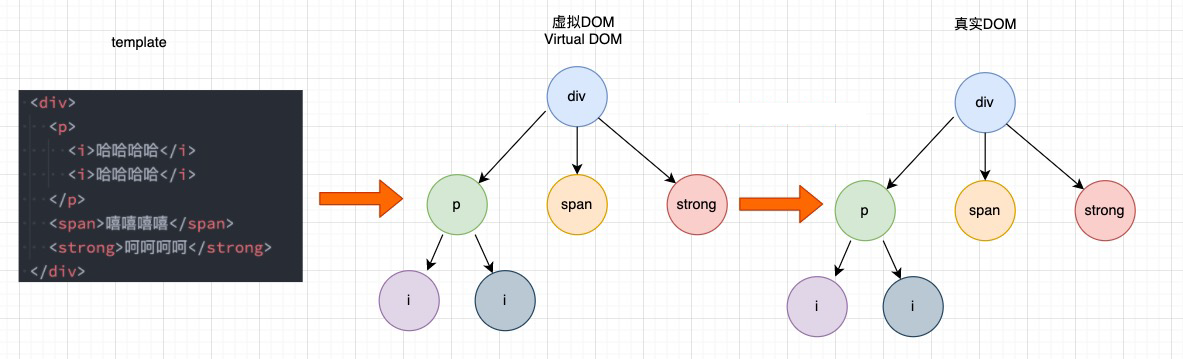 template
<div>
<p>
<i>哈哈哈哈</i>
<i>哈哈哈哈</i>
</p>
<span>嘻嘻嘻嘻</span>
<strong>呵呵呵呵</strong>
</div>
虚拟DOM
Virtual DOM
div
p
span
strong
i
i
真实DOM
div
p
span
strong
i
i